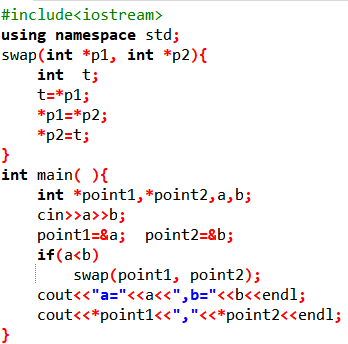 #include<iostream>
using namespace std;
swap(int *p1, int *p2){
    int  t;
    t=*p1;
    *p1=*p2;
    *p2=t;
}
int main( ){
    int *point1,*point2,a,b;
    cin>>a>>b;
    point1=&a;  point2=&b;
    if(a<b)
        swap(point1, point2);
    cout<<"a="<<a<<",b="<<b<<endl;
    cout<<*point1<<","<<*point2<<endl;
}